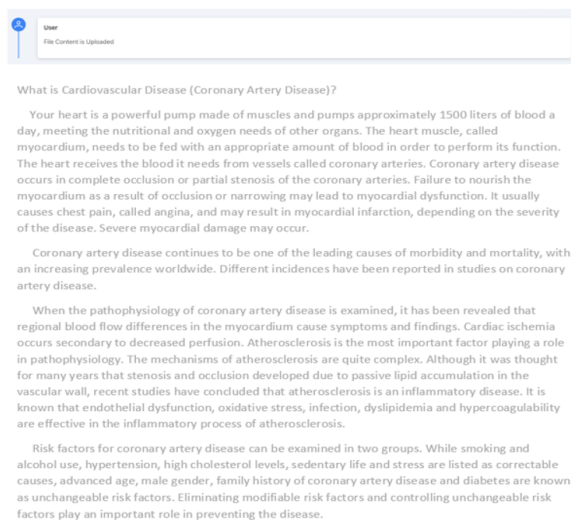 User
File Content is Uploaded
What is Cardiovascular Disease (Coronary Artery Disease)?
Your heart is a powerful pump made of muscles and pumps approximately 1500 liters of blood a
day, meeting the nutritional and oxygen needs of other organs. The heart muscle, called
myocardium, needs to be fed with an appropriate amount of blood in order to perform its function.
The heart receives the blood it needs from vessels called coronary arteries. Coronary artery disease
occurs in complete occlusion or partial stenosis of the coronary arteries. Failure to nourish the
myocardium as a result of occlusion or narrowing may lead to myocardial dysfunction. It usually
causes chest pain, called angina, and may result in myocardial infarction, depending on the severity
of the disease. Severe myocardial damage may occur.
Coronary artery disease continues to be one of the leading causes of morbidity and mortality, with
an increasing prevalence worldwide. Different incidences have been reported in studies on coronary
artery disease.
When the pathophysiology of coronary artery disease is examined, it has been revealed that
regional blood flow differences in the myocardium cause symptoms and findings. Cardiac ischemia
occurs secondary to decreased perfusion. Atherosclerosis is the most important factor playing a role
in pathophysiology. The mechanisms of atherosclerosis are quite complex. Although it was thought
for many years that stenosis and occlusion developed due to passive lipid accumulation in the
vascular wall, recent studies have concluded that atherosclerosis is an inflammatory disease. It is
known that endothelial dysfunction, oxidative stress, infection, dyslipidemia and hypercoagulability
are effective in the inflammatory process of atherosclerosis.
Risk factors for coronary artery disease can be examined in two groups. While smoking and
alcohol use, hypertension, high cholesterol levels, sedentary life and stress are listed as correctable
causes, advanced age, male gender, family history of coronary artery disease and diabetes are known
as unchangeable risk factors. Eliminating modifiable risk factors and controlling unchangeable risk
factors play an important role in preventing the disease.